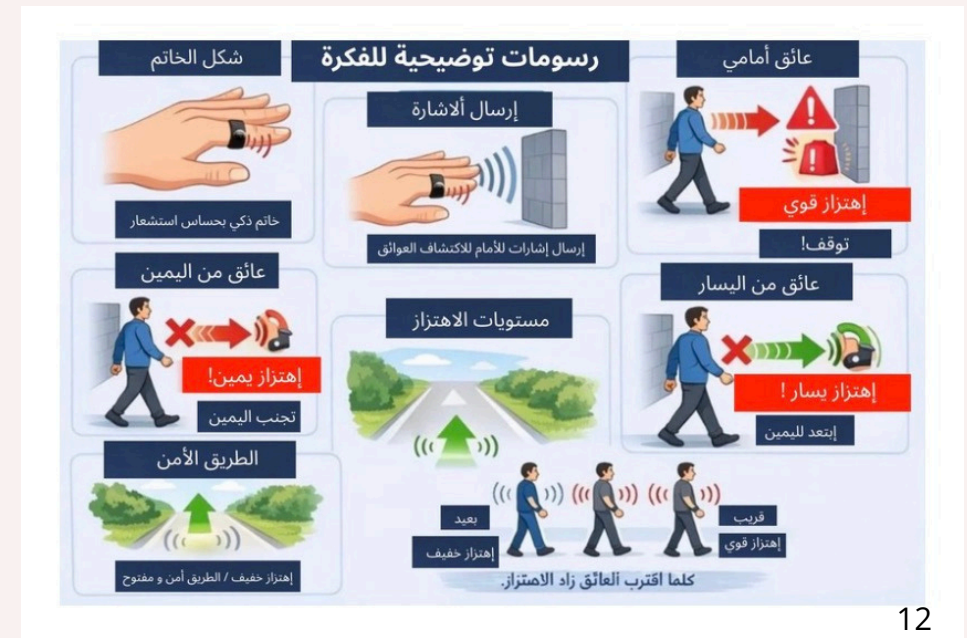 رسومات توضيحية للفكرة
عائق أمامي
إهتزاز قوي
توقف!
إرسال ألاشارة
إرسال إشارات للأمام للاكتشاف العوائق
شكل الخاتم
خاتم ذكي بحساس استشعار
عائق من اليسار
إهتزاز يسار !
إبتعد لليمين
مستويات الاهتزاز
قريب
إهتزاز قوي
بعيد
إهتزاز خفيف
كلما اقترب العائق زاد الاهتزاز.
عائق من اليمين
إهتزاز يمين!
تجنب اليمين
الطريق الأمن
إهتزاز خفيف / الطريق أمن و مفتوح
12